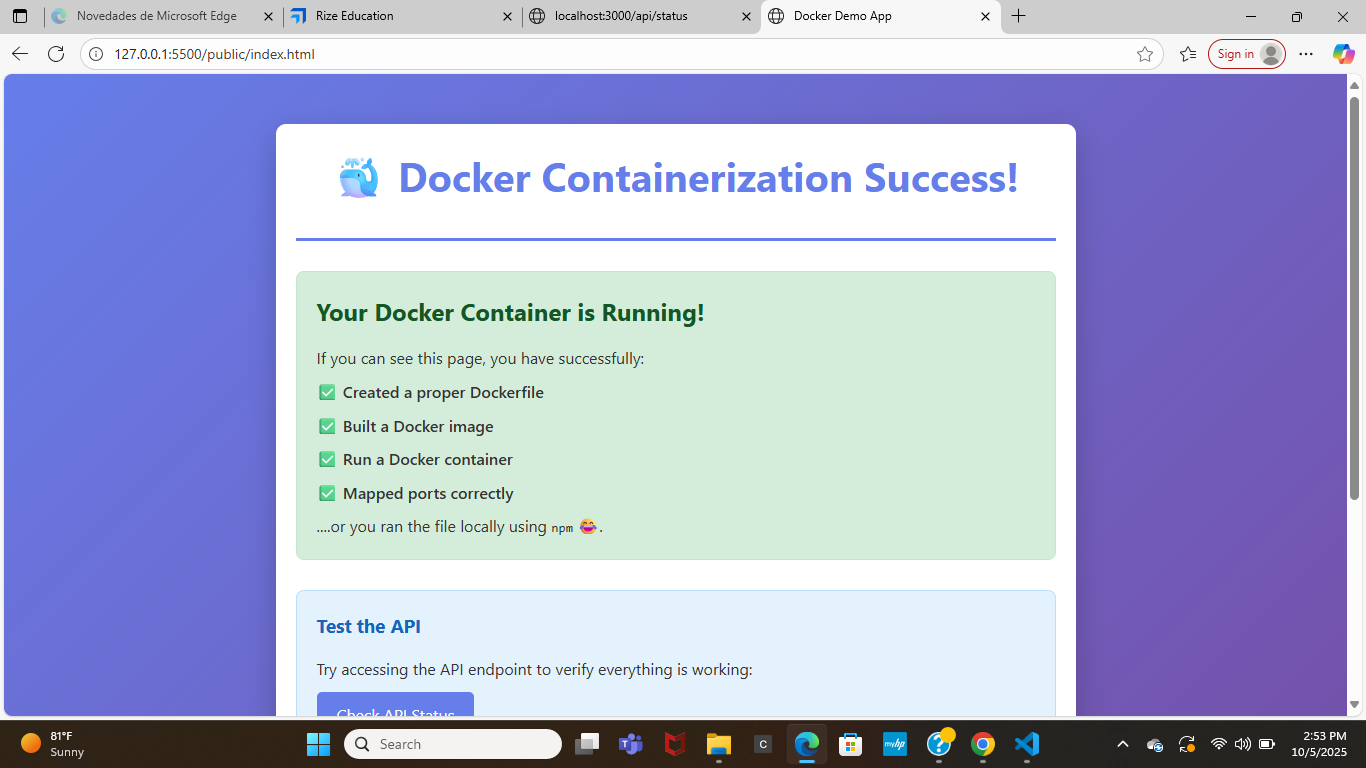 Novedades de Microsoft Edge
Rize Education
localhost:3000/api/status
Docker Demo App
127.0.0.1:5500/public/index.html
Sign in
Docker Containerization Success!
Your Docker Container is Running!
If you can see this page, you have successfully:
✅ Created a proper Dockerfile
✅ Built a Docker image
✅ Run a Docker container
✅ Mapped ports correctly
....or you ran the file locally using npm 😂.
Test the API
Try accessing the API endpoint to verify everything is working:
Check API Status
81°F
Sunny
Search
C
myhp
2:53 PM
10/5/2025